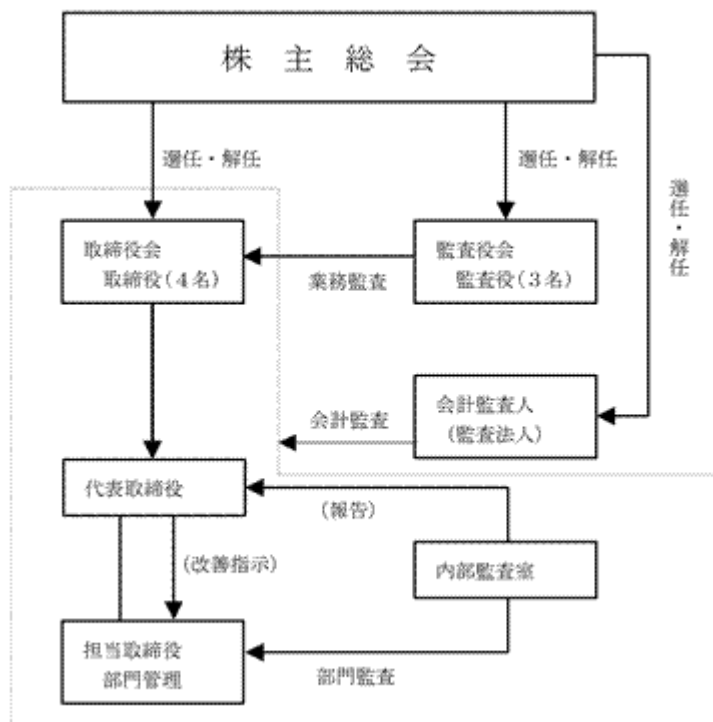 株主総会
選任・解任
選任・解任
選任・解任
取締役会
取締役(4名)
業務監査
監査役会
監査役(3名)
会計監査
会計監査人
(監査法人)
代表取締役
(報告)
(改善指示)
内部監査室
担当取締役
部門管理
部門監査